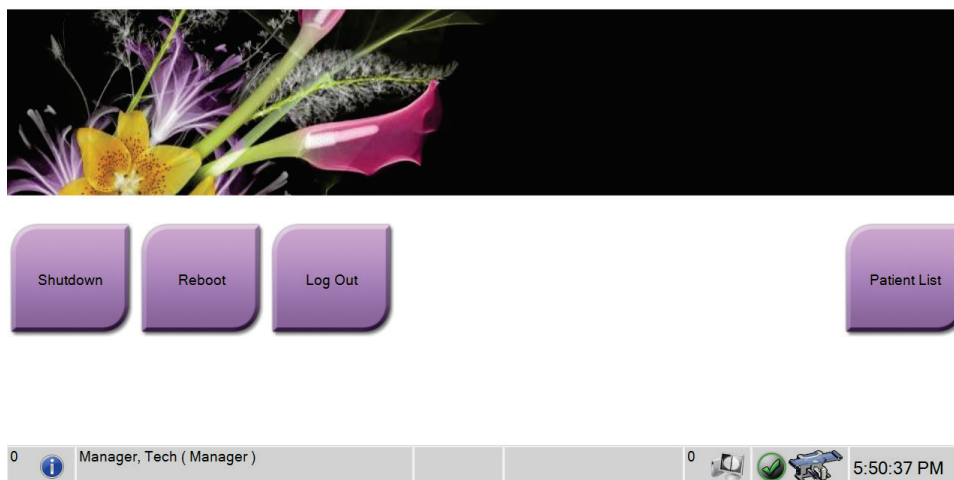 Shutdown
Reboot
Log Out
Patient List
0
Manager, Tech ( Manager )
0
5:50:37 PM